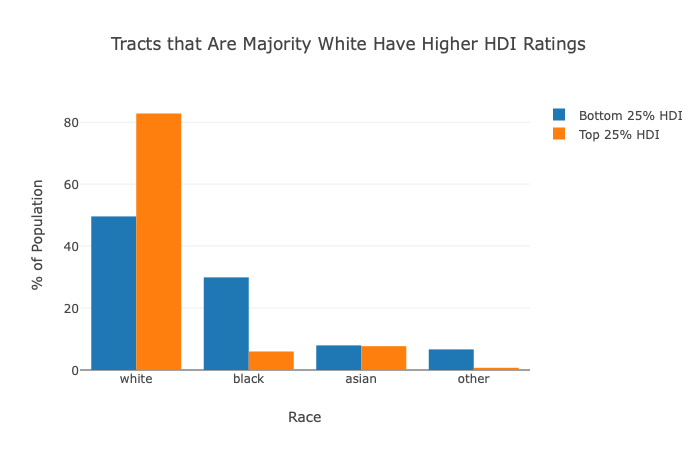 Tracts that Are Majority White Have Higher HDI Ratings
Bottom 25% HDI
Top 25% HDI
% of Population
80
60
40
20
0
white black asian other
Race